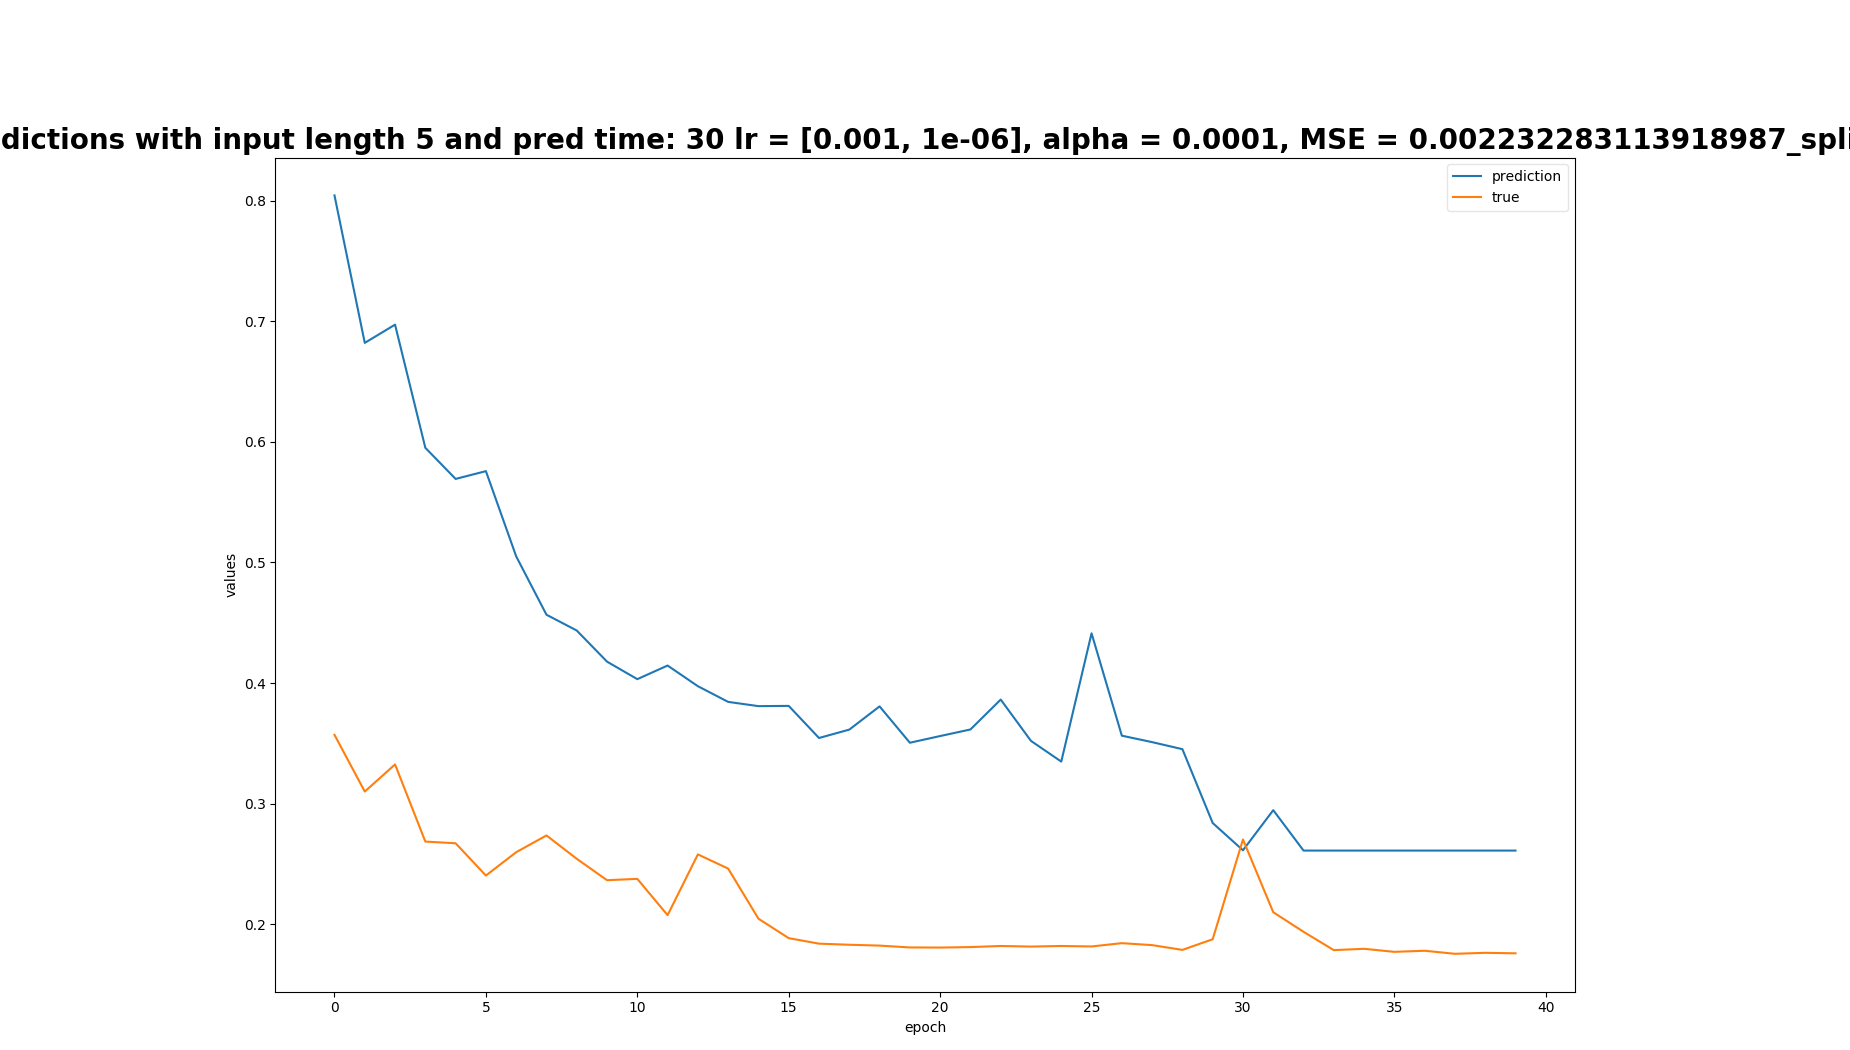 dictions with input length 5 and pred time: 30 lr = [0.001, 1e-06], alpha = 0.0001, MSE = 0.002232283113918987_spli
prediction
true
0.8
0.7
0.6
0.5
0.4
0.3
0.2
values
0 5 10 15 20 25 30 35 40
epoch